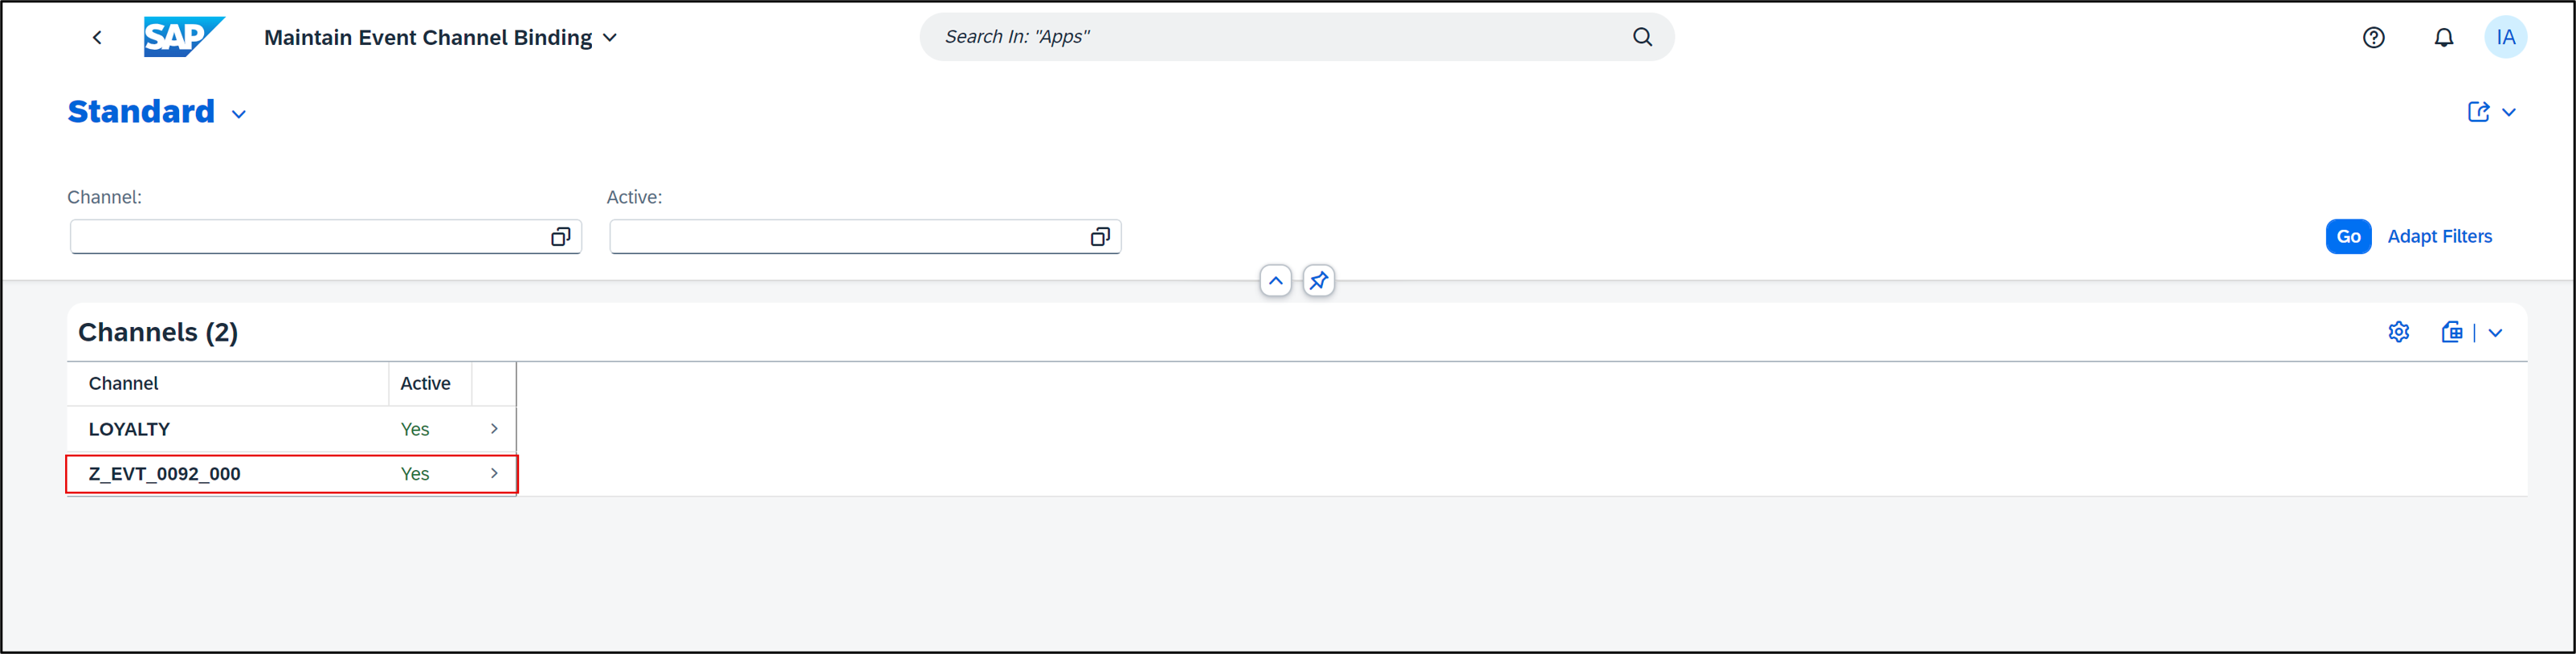 SAP Maintain Event Channel Binding Search In: "Apps" IA
Standard
Channel: Active:
Go Adapt Filters
Channels (2)
Channel Active
LOYALTY Yes
Z_EVT_0092_000 Yes